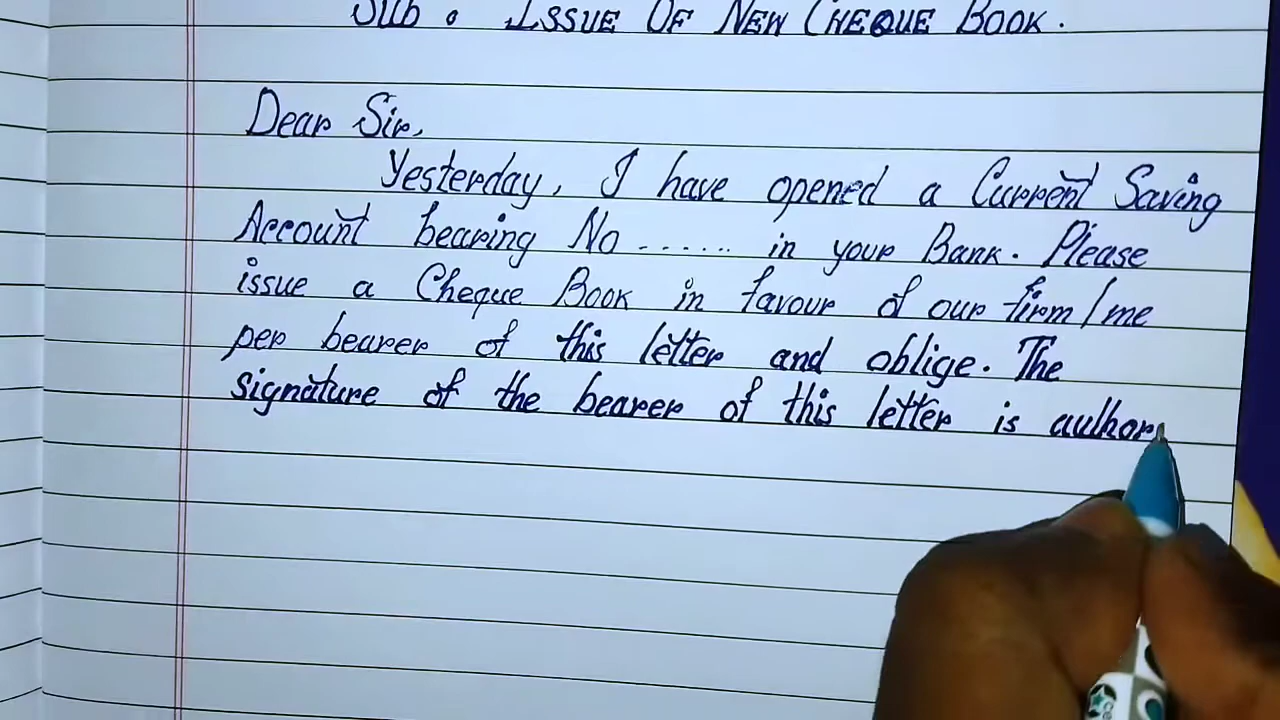 Sub : ISSUE OF NEW CHEQUE BOOK.
Dear Sir,
Yesterday, I have opened a Current Saving
Account bearing No ...... in your Bank. Please
issue a Cheque Book in favour of our firm/me
per bearer of this letter and oblige. The
signature of the bearer of this letter is author